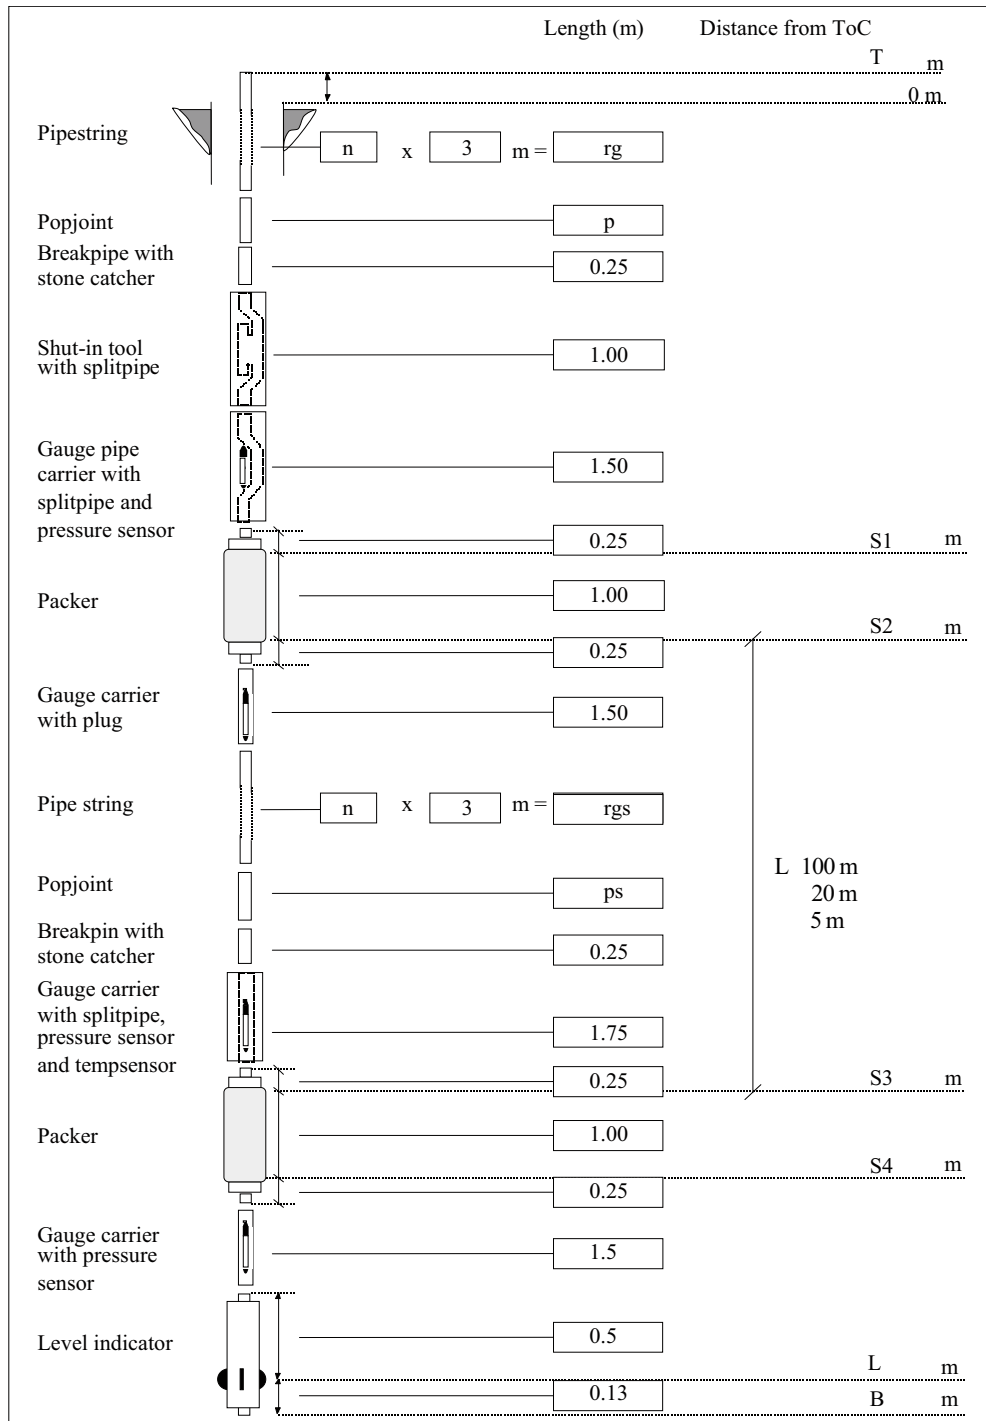 Length (m) Distance from ToC
T m
0 m
Pipestring n x 3 m = rg
Popjoint p
Breakpipe with
stone catcher 0.25
Shut-in tool
with splitpipe 1.00
Gauge pipe
carrier with
splitpipe and
pressure sensor 1.50
0.25 S1 m
Packer 1.00
S2 m
0.25
Gauge carrier
with plug 1.50
Pipe string n x 3 m = rgs
L 100 m
20 m
5 m
Popjoint ps
Breakpin with
stone catcher 0.25
Gauge carrier
with splitpipe,
pressure sensor
and tempsensor 1.75
0.25 S3 m
Packer 1.00
S4 m
0.25
Gauge carrier
with pressure
sensor 1.5
Level indicator 0.5
L m
0.13
B m